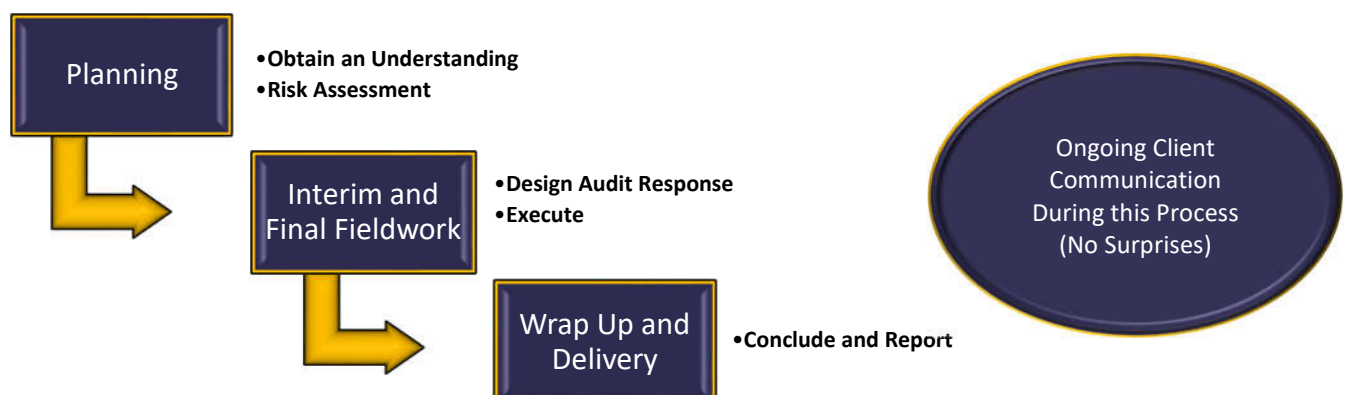 Planning
•Obtain an Understanding
•Risk Assessment
Interim and
Final Fieldwork
•Design Audit Response
•Execute
Wrap Up and
Delivery
•Conclude and Report
Ongoing Client
Communication
During this Process
(No Surprises)